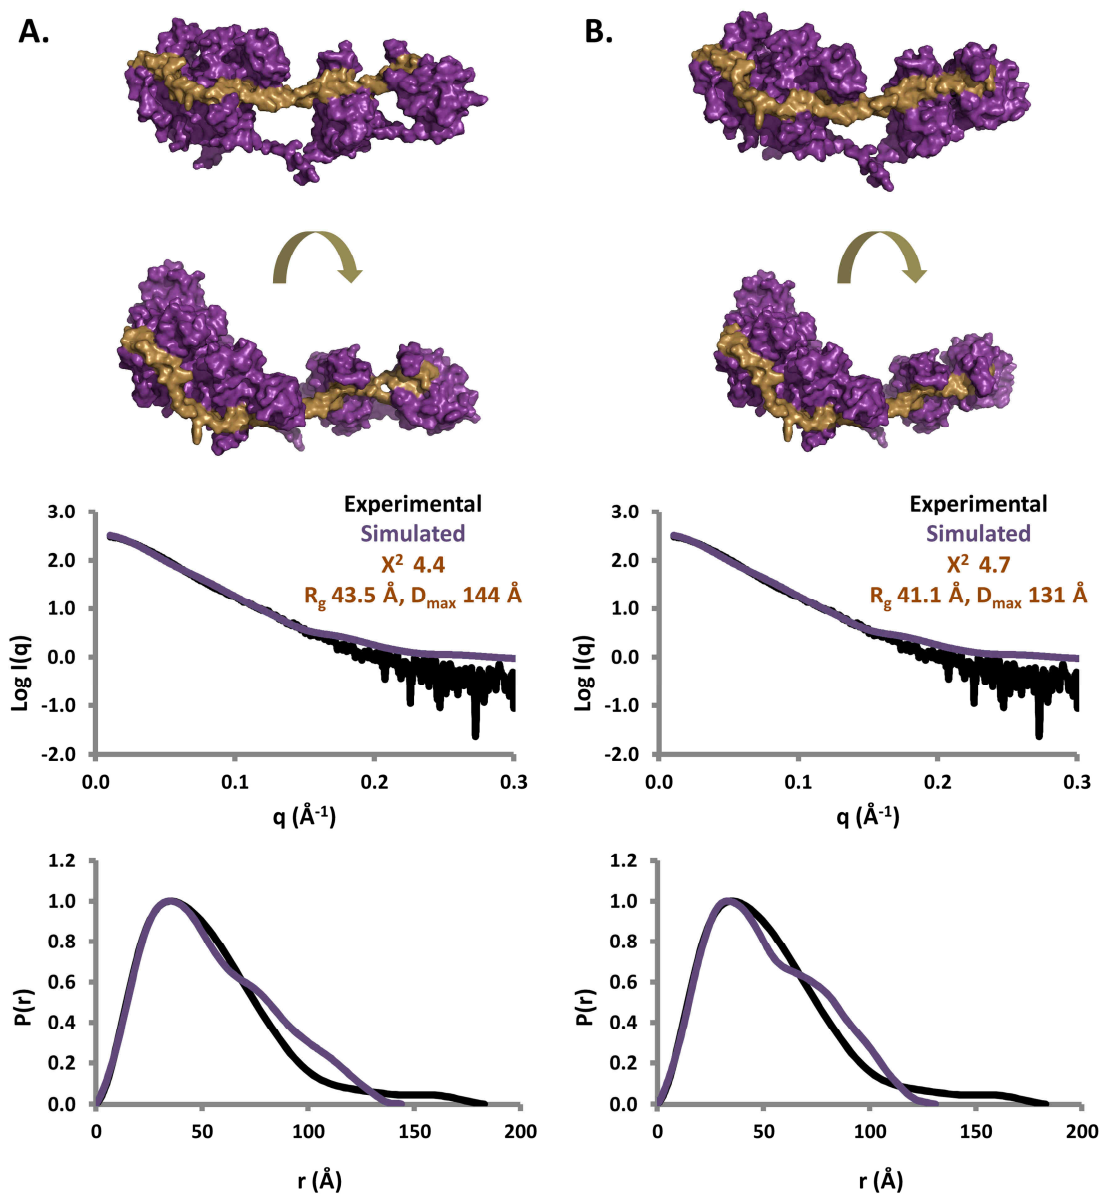 A.
B.
Experimental
Simulated
X² 4.4
Rg 43.5 Å, Dmax 144 Å
3.0
2.0
1.0
0.0
-1.0
-2.0
Log I(q)
0.0 0.1 0.2 0.3
q (Å⁻¹)
Experimental
Simulated
X² 4.7
Rg 41.1 Å, Dmax 131 Å
3.0
2.0
1.0
0.0
-1.0
-2.0
Log I(q)
0.0 0.1 0.2 0.3
q (Å⁻¹)
1.2
1.0
0.8
0.6
0.4
0.2
0.0
P(r)
0 50 100 150 200
r (Å)
1.2
1.0
0.8
0.6
0.4
0.2
0.0
P(r)
0 50 100 150 200
r (Å)